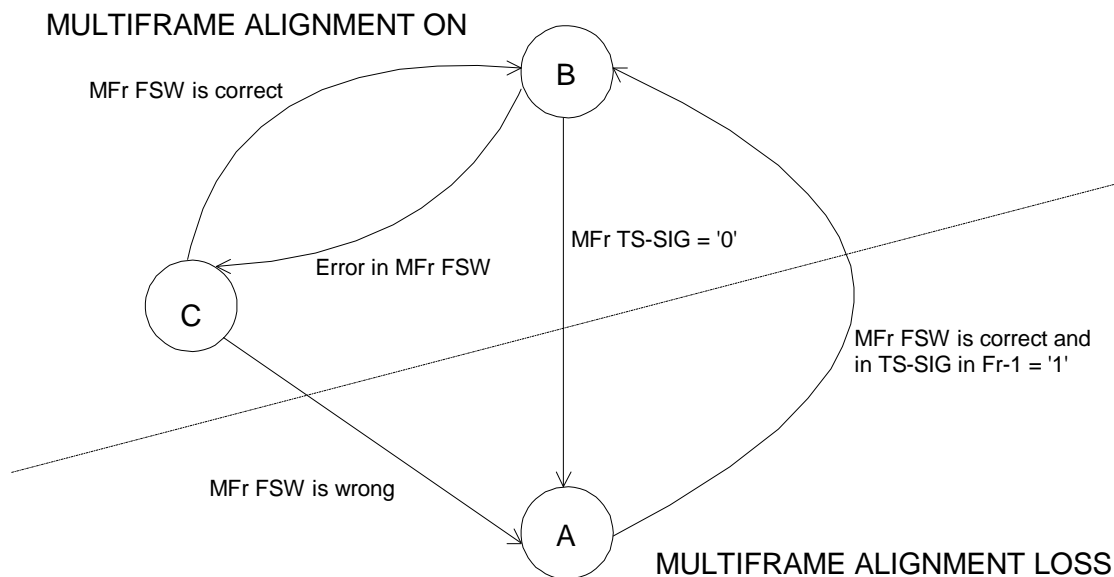 MULTIFRAME ALIGNMENT ON
B
MFr FSW is correct
MFr TS-SIG = '0'
Error in MFr FSW
C
MFr FSW is correct and
in TS-SIG in Fr-1 = '1'
MFr FSW is wrong
A
MULTIFRAME ALIGNMENT LOSS